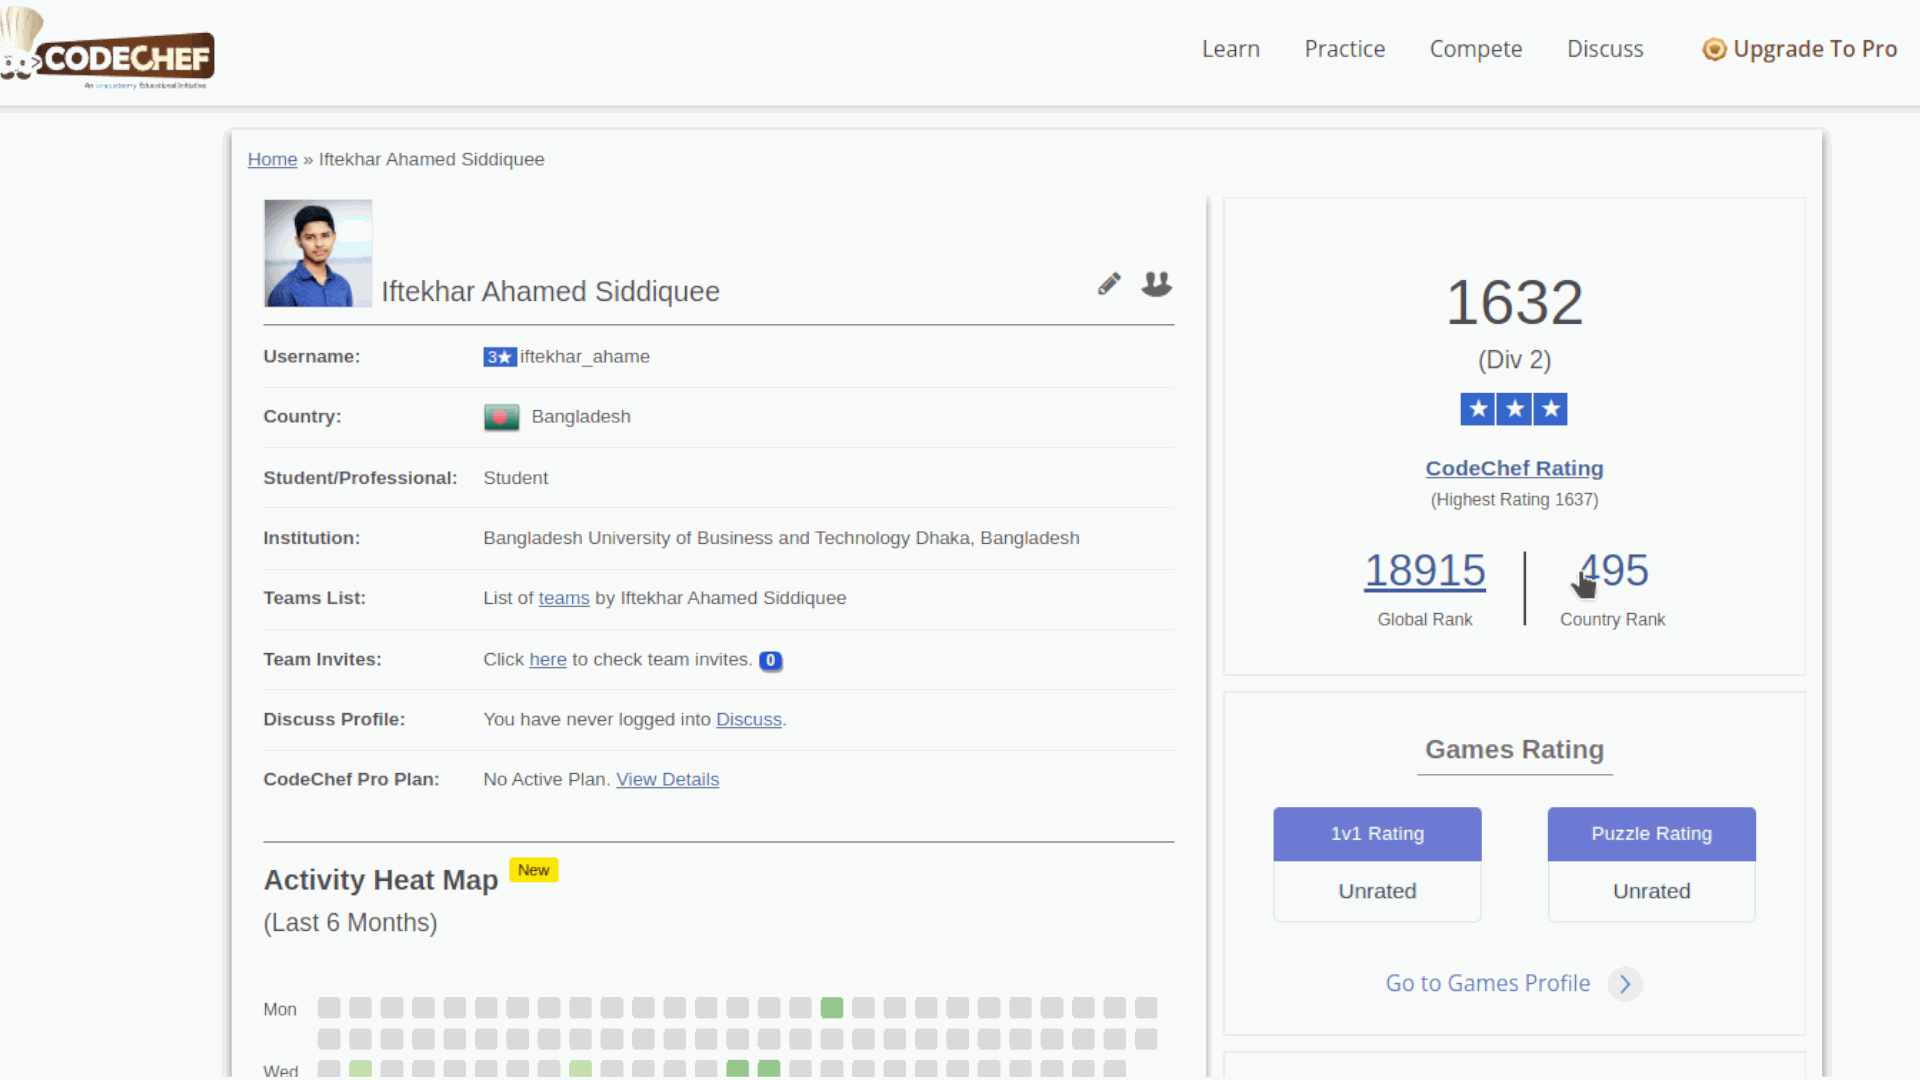 CODECHEF
An unacademy Educational Initiative
Learn Practice Compete Discuss Upgrade To Pro
Home » Iftekhar Ahamed Siddiquee
Iftekhar Ahamed Siddiquee
Username: 3★ iftekhar_ahame
Country: Bangladesh
Student/Professional: Student
Institution: Bangladesh University of Business and Technology Dhaka, Bangladesh
Teams List: List of teams by Iftekhar Ahamed Siddiquee
Team Invites: Click here to check team invites. 0
Discuss Profile: You have never logged into Discuss.
CodeChef Pro Plan: No Active Plan. View Details
Activity Heat Map New
(Last 6 Months)
Mon
Wed
1632
(Div 2)
★ ★ ★
CodeChef Rating
(Highest Rating 1637)
18915 495
Global Rank Country Rank
Games Rating
1v1 Rating Puzzle Rating
Unrated Unrated
Go to Games Profile